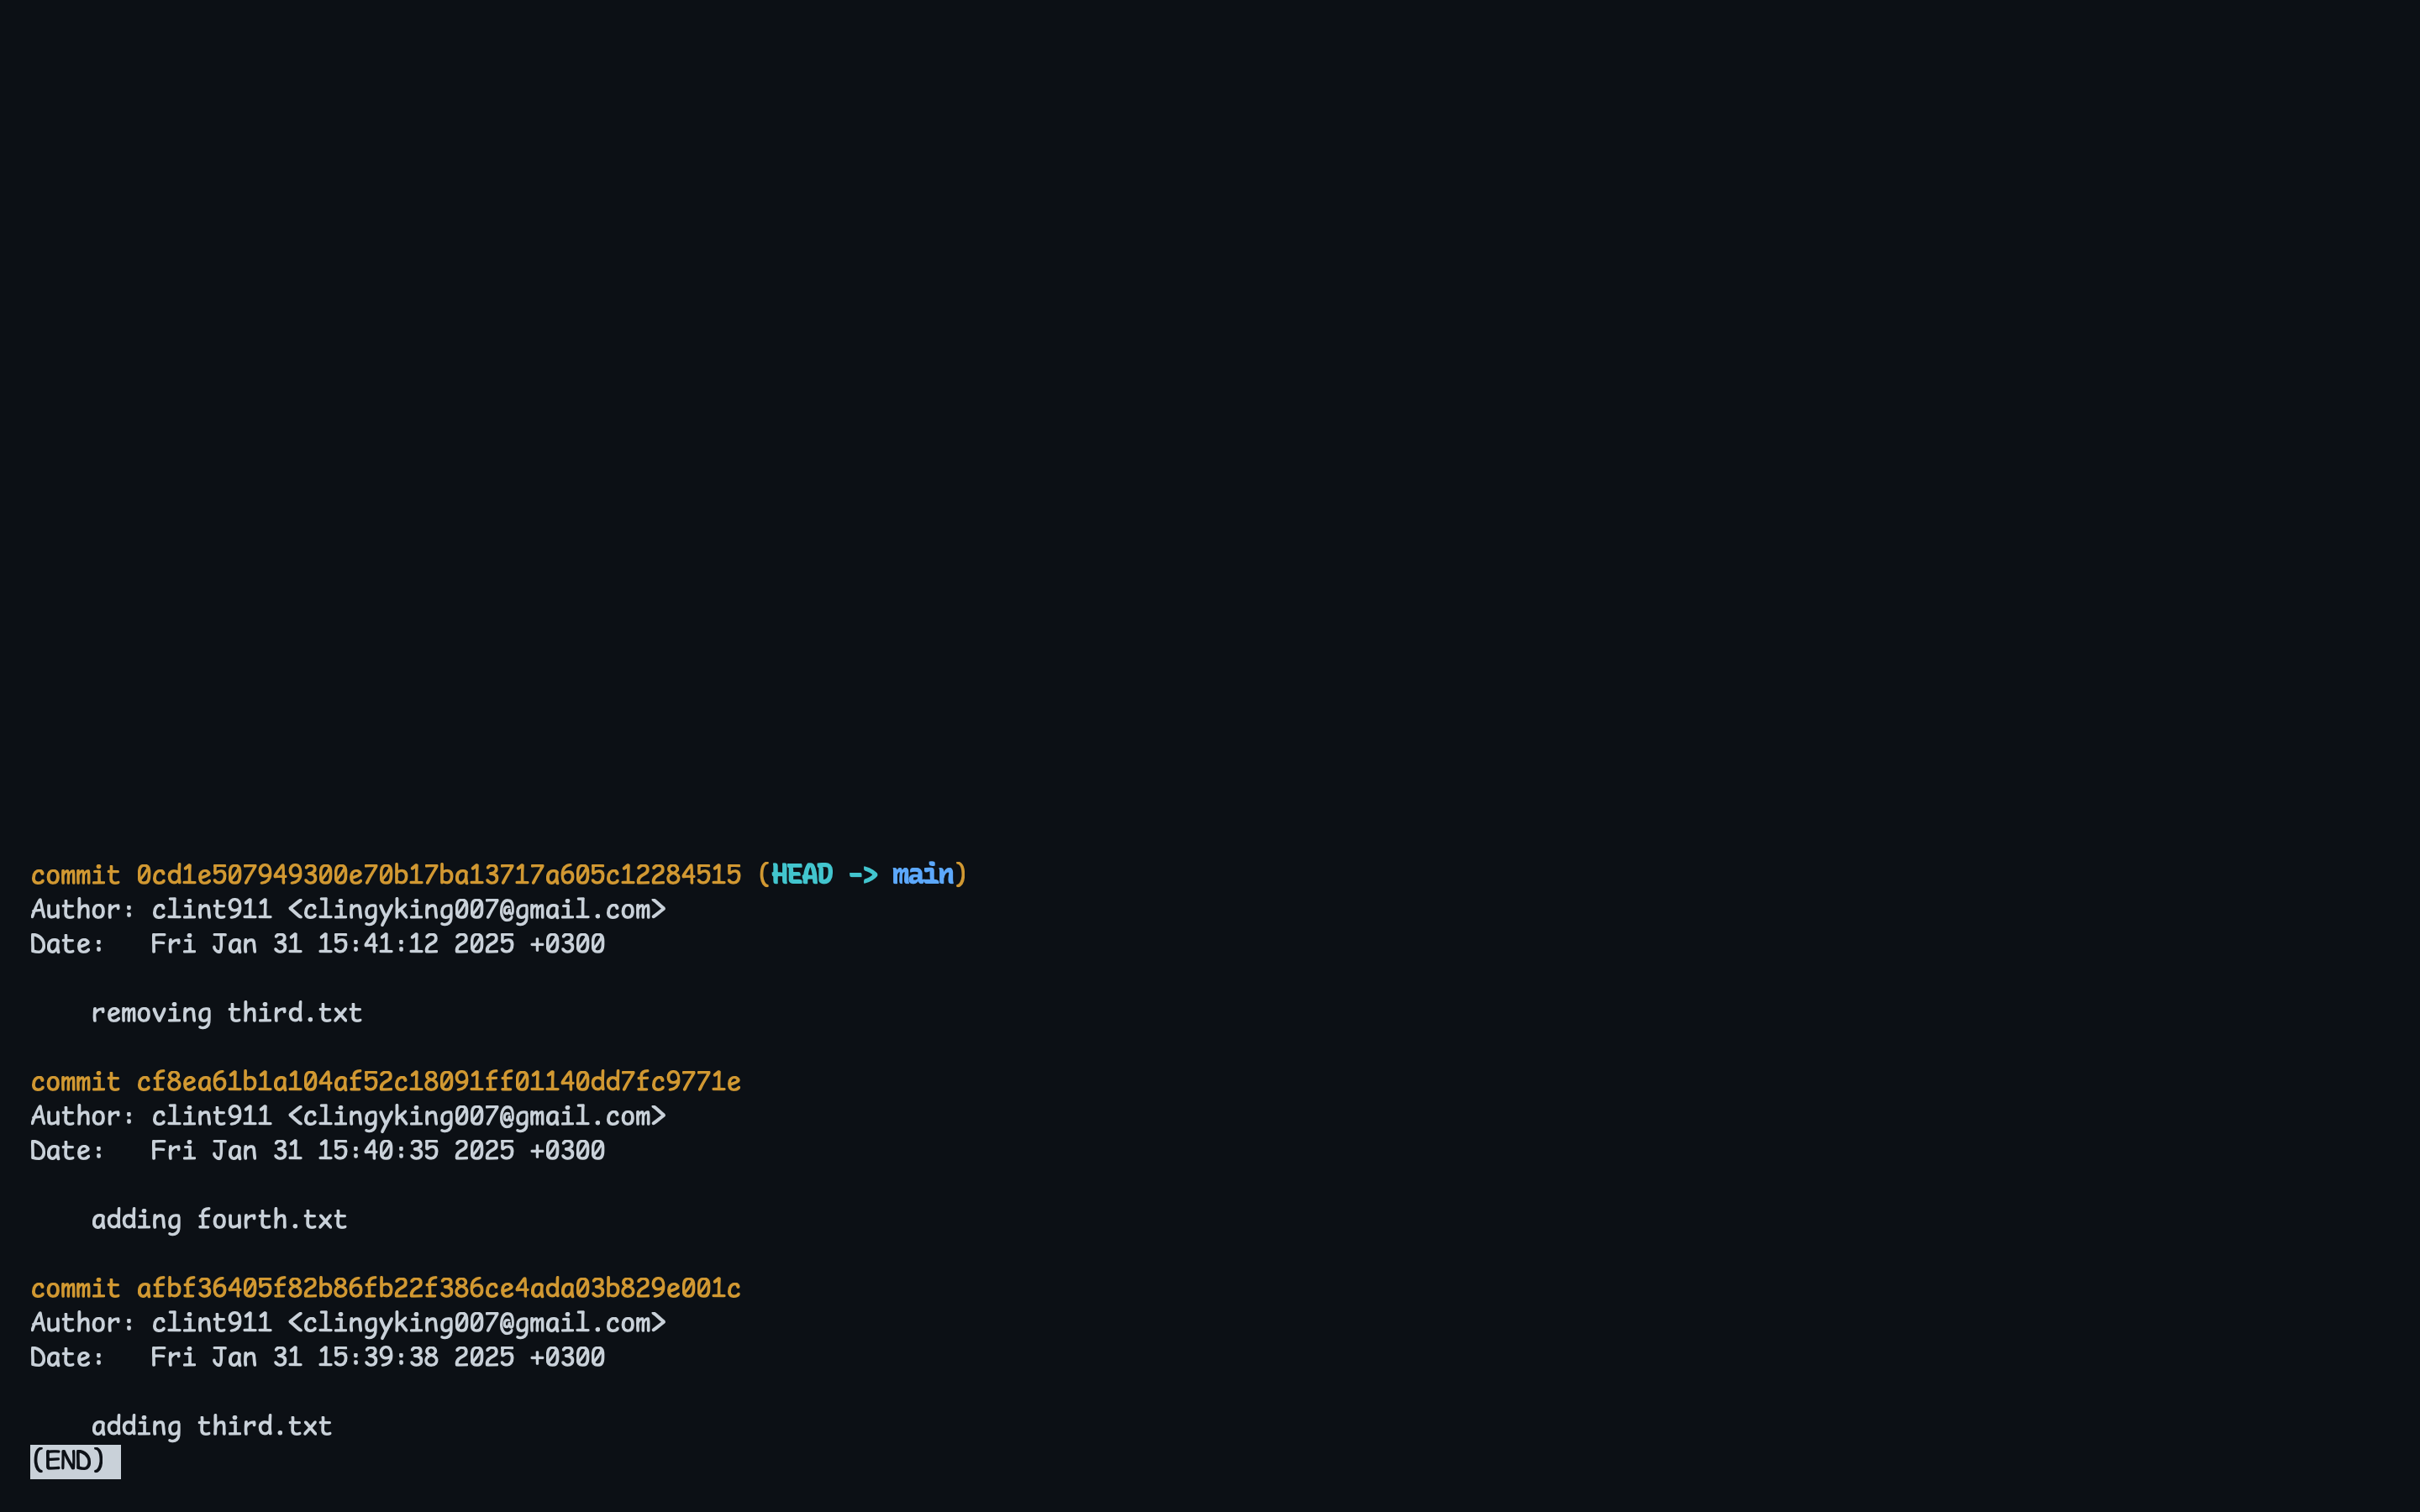 commit 0cd1e507949300e70b17ba13717a605c12284515 (HEAD -> main)
Author: clint911 <clingyking007@gmail.com>
Date:   Fri Jan 31 15:41:12 2025 +0300
    removing third.txt
commit cf8ea61b1a104af52c18091ff01140dd7fc9771e
Author: clint911 <clingyking007@gmail.com>
Date:   Fri Jan 31 15:40:35 2025 +0300
    adding fourth.txt
commit afbf36405f82b86fb22f386ce4ada03b829e001c
Author: clint911 <clingyking007@gmail.com>
Date:   Fri Jan 31 15:39:38 2025 +0300
    adding third.txt
(END)